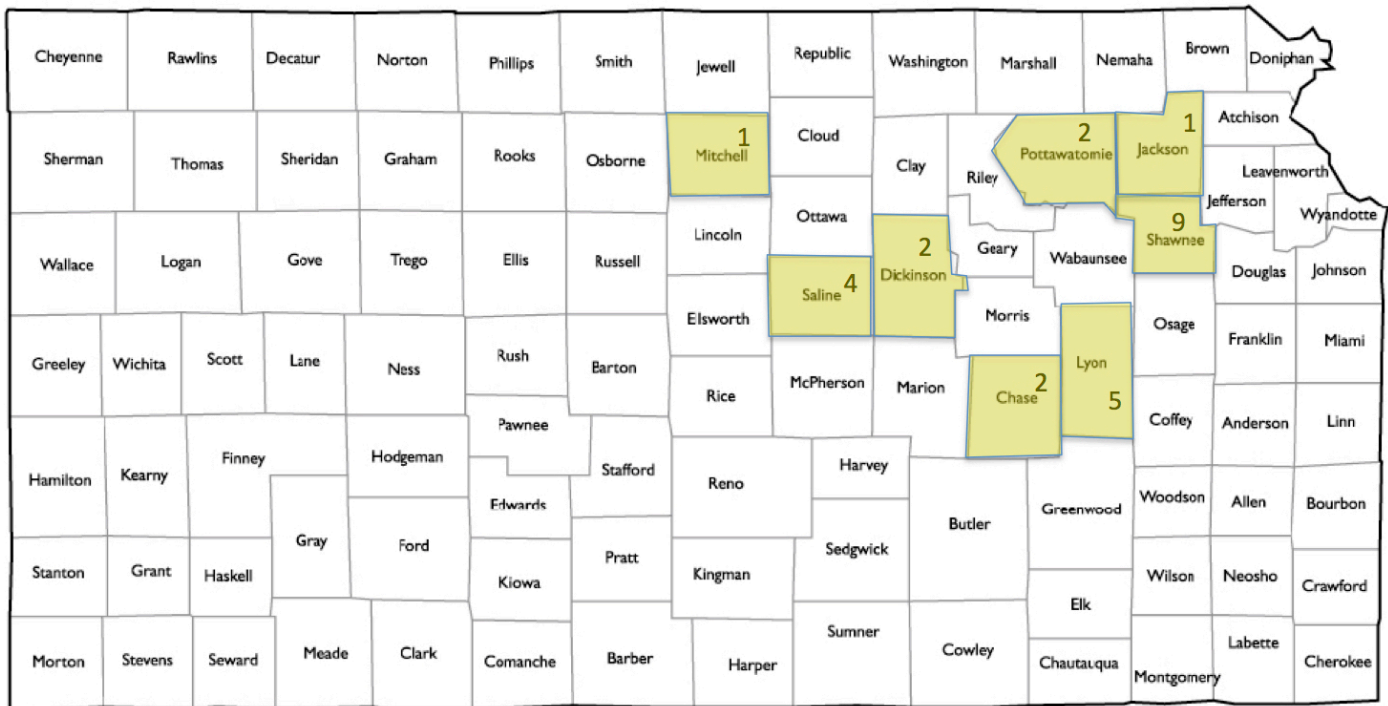 Cheyenne
Rawlins
Decatur
Norton
Phillips
Smith
Jewell
Republic
Washington
Marshall
Nemaha
Brown
Doniphan
Sherman
Thomas
Sheridan
Graham
Rooks
Osborne
1
Mitchell
Cloud
Clay
Riley
2
Pottawatomie
1
Jackson
Atchison
Leavenworth
Jefferson
Wyandotte
Wallace
Logan
Gove
Trego
Ellis
Russell
Lincoln
Ottawa
Saline 4
2
Dickinson
Geary
Wabaunsee
9
Shawnee
Douglas
Johnson
Greeley
Wichita
Scott
Lane
Ness
Rush
Barton
Ellsworth
Rice
McPherson
Marion
Morris
2
Chase
Lyon
5
Osage
Franklin
Miami
Coffey
Anderson
Linn
Hamilton
Kearny
Finney
Hodgeman
Pawnee
Stafford
Edwards
Reno
Harvey
Butler
Greenwood
Woodson
Allen
Bourbon
Stanton
Grant
Haskell
Gray
Ford
Kiowa
Pratt
Kingman
Sedgwick
Elk
Wilson
Neosho
Crawford
Morton
Stevens
Seward
Meade
Clark
Comanche
Barber
Harper
Sumner
Cowley
Chautauqua
Montgomery
Labette
Cherokee